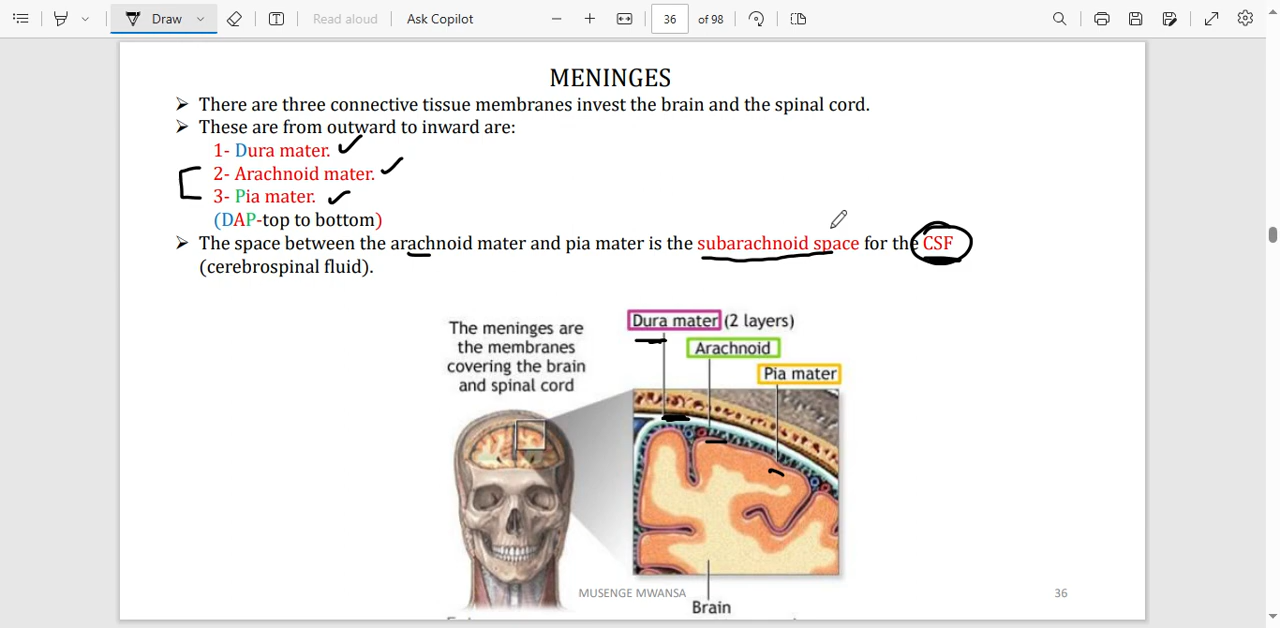 Draw
Read aloud
Ask Copilot
36
of 98
MENINGES
➢ There are three connective tissue membranes invest the brain and the spinal cord.
➢ These are from outward to inward are:
1- Dura mater.
2- Arachnoid mater.
3- Pia mater.
(DAP-top to bottom)
➢ The space between the arachnoid mater and pia mater is the subarachnoid space for the CSF
(cerebrospinal fluid).
The meninges are
the membranes
covering the brain
and spinal cord
Dura mater (2 layers)
Arachnoid
Pia mater
MUSENGE MWANSA
36
Brain